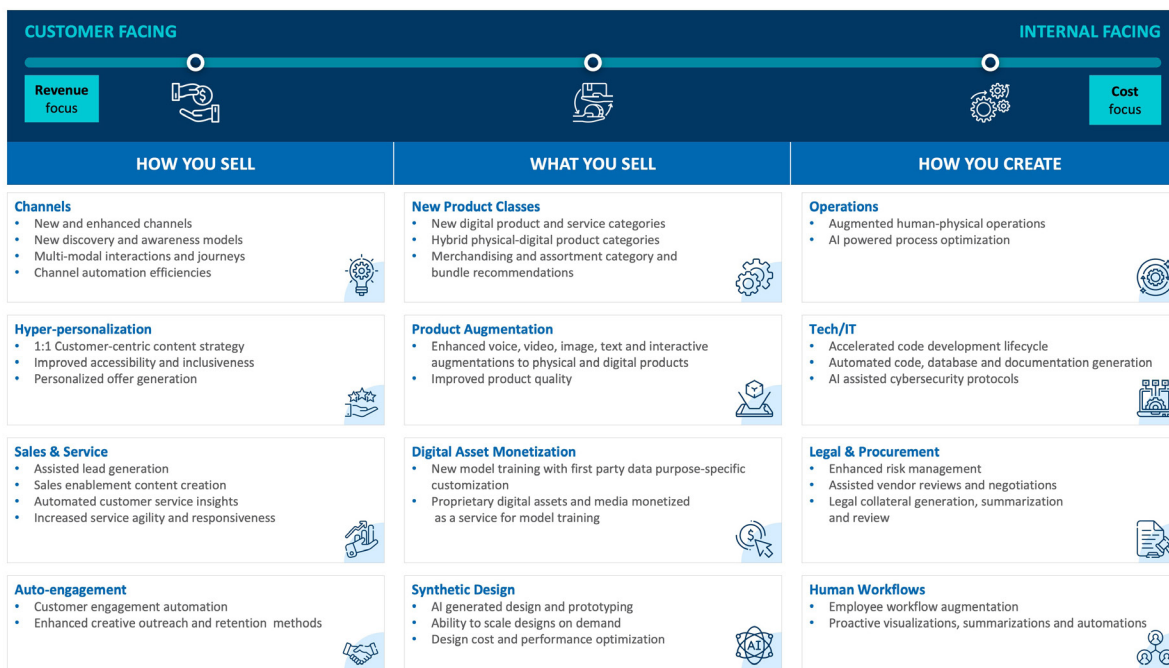 CUSTOMER FACING
INTERNAL FACING
Revenue
focus
$
Cost
focus
HOW YOU SELL
WHAT YOU SELL
HOW YOU CREATE
Channels
• New and enhanced channels
• New discovery and awareness models
• Multi-modal interactions and journeys
• Channel automation efficiencies
New Product Classes
• New digital product and service categories
• Hybrid physical-digital product categories
• Merchandising and assortment category and
bundle recommendations
Operations
• Augmented human-physical operations
• AI powered process optimization
Hyper-personalization
• 1:1 Customer-centric content strategy
• Improved accessibility and inclusiveness
• Personalized offer generation
Product Augmentation
• Enhanced voice, video, image, text and interactive
augmentations to physical and digital products
• Improved product quality
Tech/IT
• Accelerated code development lifecycle
• Automated code, database and documentation generation
• AI assisted cybersecurity protocols
Sales & Service
• Assisted lead generation
• Sales enablement content creation
• Automated customer service insights
• Increased service agility and responsiveness
Digital Asset Monetization
• New model training with first party data purpose-specific
customization
• Proprietary digital assets and media monetized
as a service for model training
$
Legal & Procurement
• Enhanced risk management
• Assisted vendor reviews and negotiations
• Legal collateral generation, summarization
and review
Auto-engagement
• Customer engagement automation
• Enhanced creative outreach and retention methods
Synthetic Design
• AI generated design and prototyping
• Ability to scale designs on demand
• Design cost and performance optimization
AI
Human Workflows
• Employee workflow augmentation
• Proactive visualizations, summarizations and automations